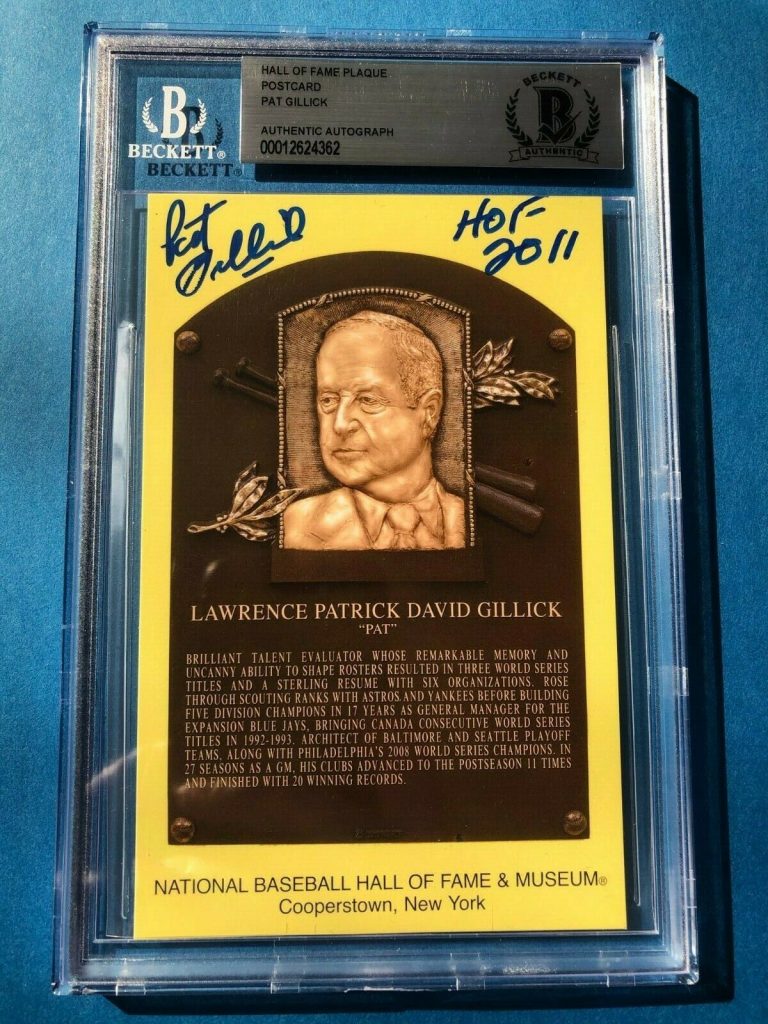 HALL OF FAME PLAQUE
POSTCARD
PAT GILLICK
AUTHENTIC AUTOGRAPH
00012624362
BECKETT
B
AUTHENTIC
B
BECKETT®
BECKETT®
Pat Gillick
HOF
2011
LAWRENCE PATRICK DAVID GILLICK
"PAT"
BRILLIANT TALENT EVALUATOR WHOSE REMARKABLE MEMORY AND
UNCANNY ABILITY TO SHAPE ROSTERS RESULTED IN THREE WORLD SERIES
TITLES AND A STERLING RESUME WITH SIX ORGANIZATIONS. ROSE
THROUGH SCOUTING RANKS WITH ASTROS AND YANKEES BEFORE BUILDING
FIVE DIVISION CHAMPIONS IN 17 YEARS AS GENERAL MANAGER FOR THE
EXPANSION BLUE JAYS, BRINGING CANADA CONSECUTIVE WORLD SERIES
TITLES IN 1992-1993. ARCHITECT OF BALTIMORE AND SEATTLE PLAYOFF
TEAMS, ALONG WITH PHILADELPHIA'S 2008 WORLD SERIES CHAMPIONS. IN
27 SEASONS AS A GM, HIS CLUBS ADVANCED TO THE POSTSEASON 11 TIMES
AND FINISHED WITH 20 WINNING RECORDS.
NATIONAL BASEBALL HALL OF FAME & MUSEUM®
Cooperstown, New York